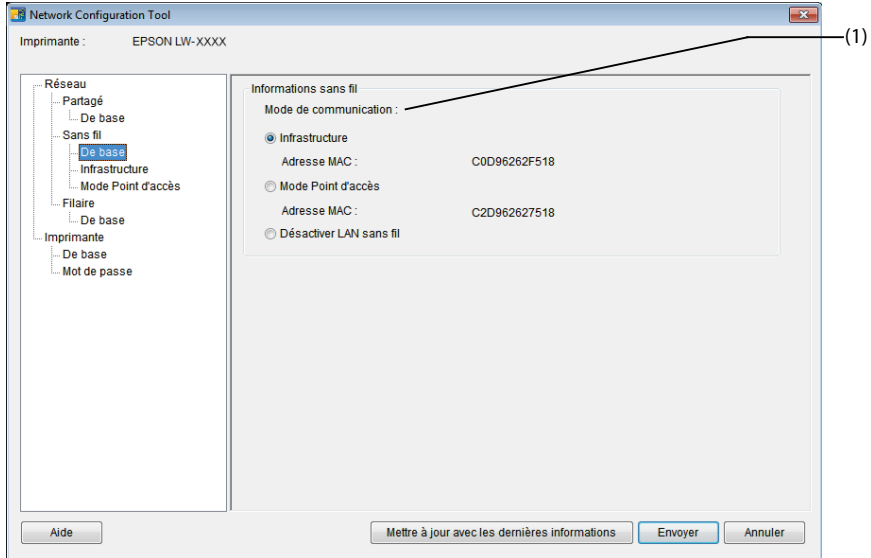 Network Configuration Tool
Imprimante : EPSON LW-XXXX
(1)
Réseau
Partagé
De base
Sans fil
De base
Infrastructure
Mode Point d'accès
Filaire
De base
Imprimante
De base
Mot de passe
Informations sans fil
Mode de communication :
Infrastructure
Adresse MAC : C0D96262F518
Mode Point d'accès
Adresse MAC : C2D962627518
Désactiver LAN sans fil
Aide
Mettre à jour avec les dernières informations
Envoyer
Annuler